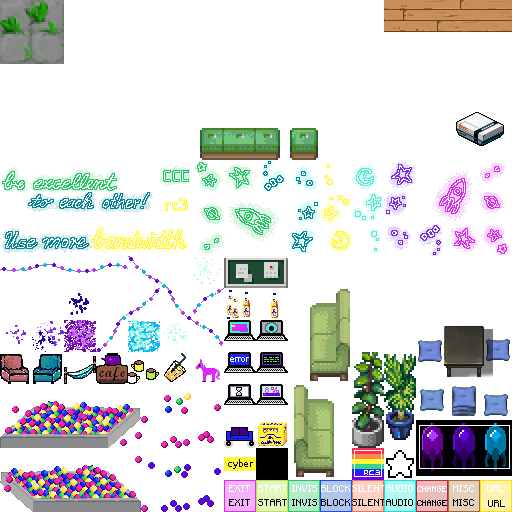 be excellent
to each other!
CCC
rc3
Use more bandwidth
error
cafe
cyber
RC3
EXIT START INVIS BLOCK SILENT AUDIO CHANGE MISC URL
EXIT START INVIS BLOCK SILENT AUDIO CHANGE MISC URL